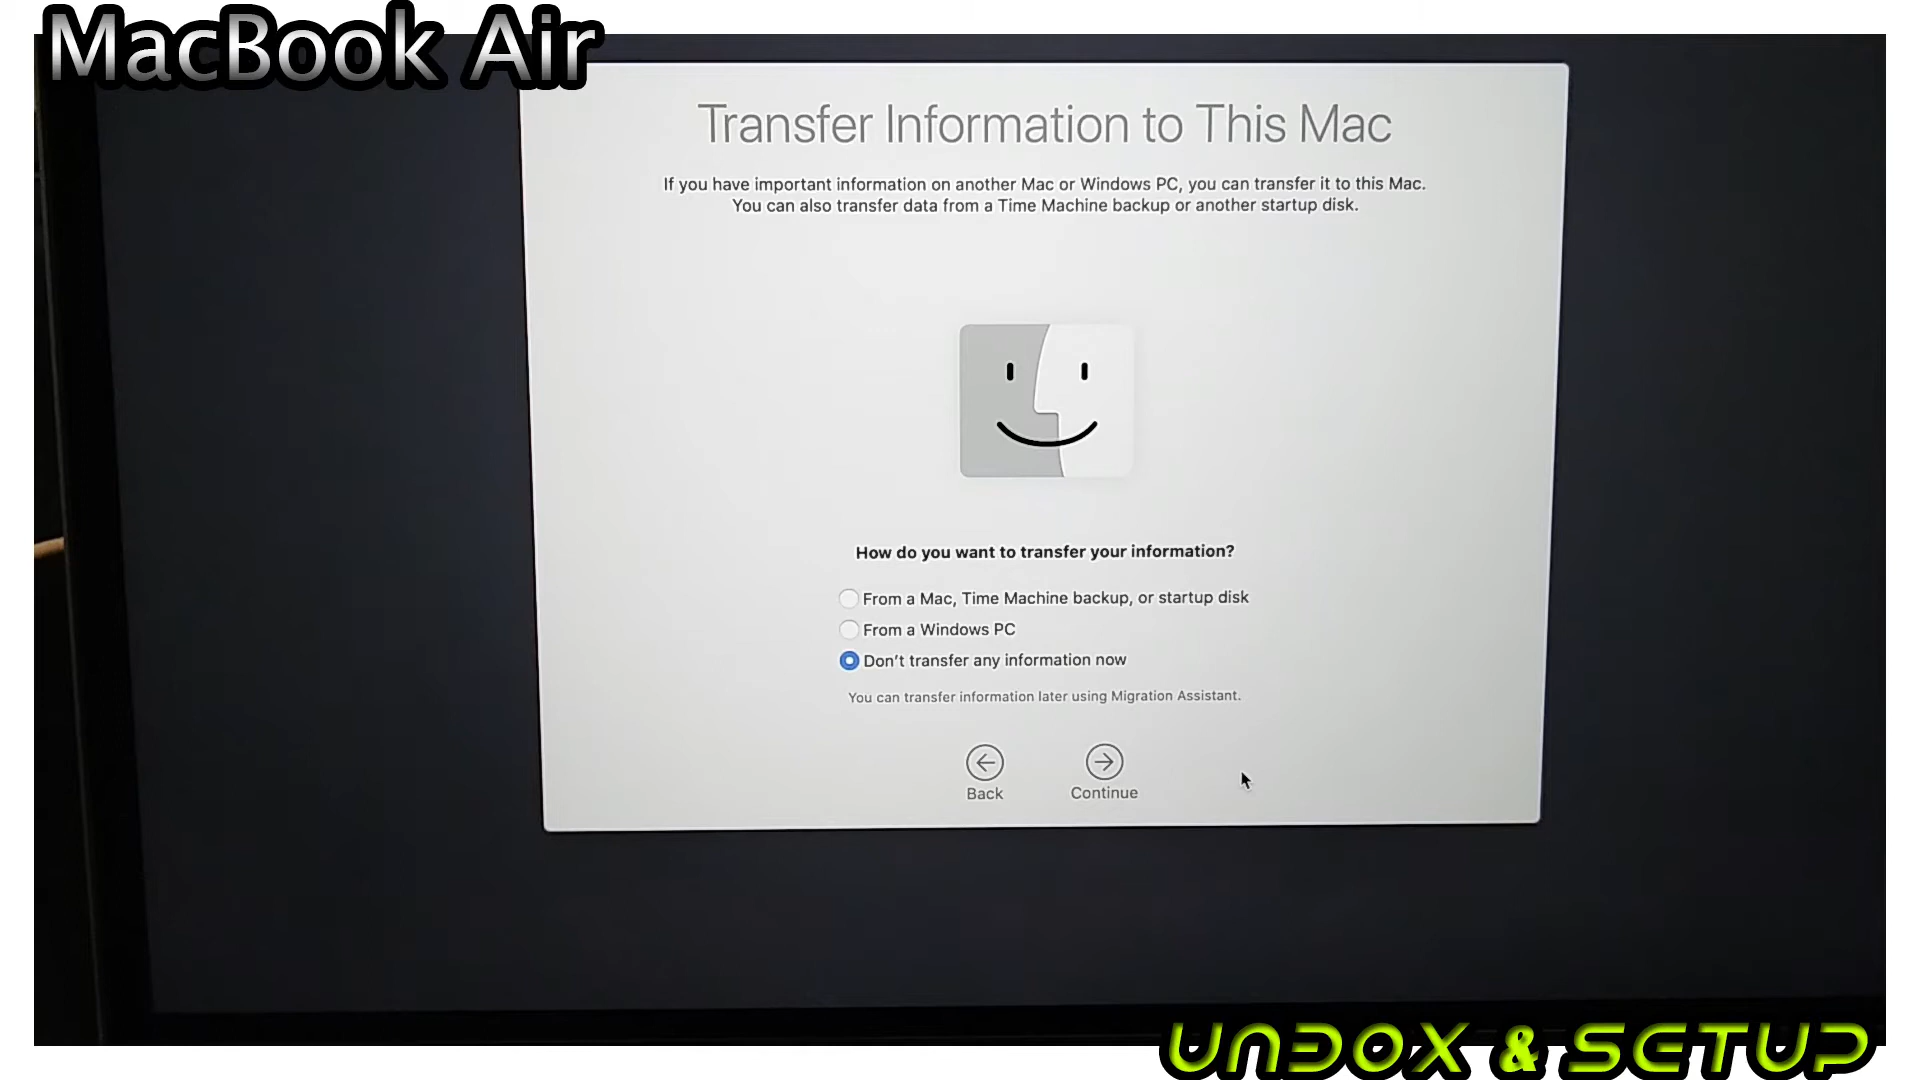 MacBook Air
Transfer Information to This Mac
If you have important information on another Mac or Windows PC, you can transfer it to this Mac.
You can also transfer data from a Time Machine backup or another startup disk.
How do you want to transfer your information?
From a Mac, Time Machine backup, or startup disk
From a Windows PC
Don't transfer any information now
You can transfer information later using Migration Assistant.
Back
Continue
UNBOX & SETUP